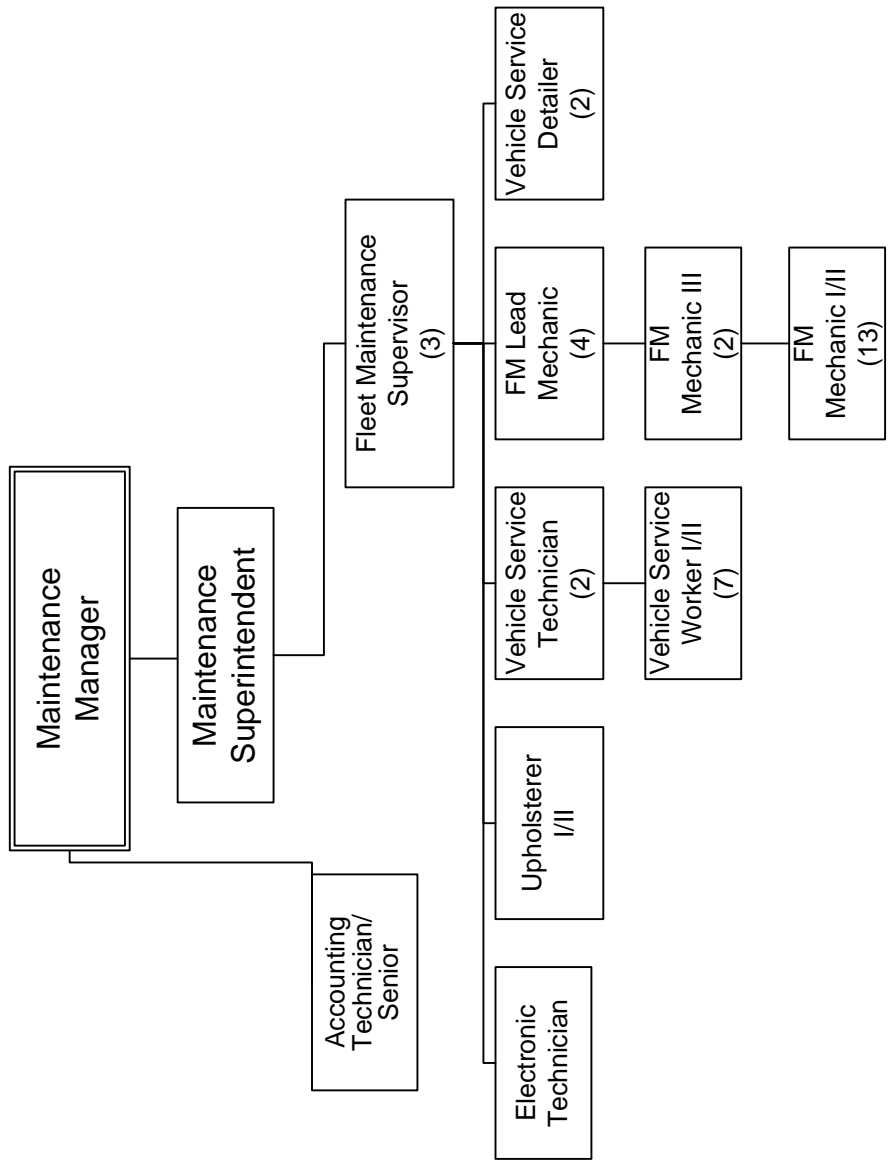 Maintenance
Manager
Maintenance
Superintendent
Accounting
Technician/
Senior
Fleet Maintenance
Supervisor
(3)
Electronic
Technician
Upholsterer
I/II
Vehicle Service
Technician
(2)
FM Lead
Mechanic
(4)
Vehicle Service
Detailer
(2)
Vehicle Service
Worker I/II
(7)
FM
Mechanic III
(2)
FM
Mechanic I/II
(13)